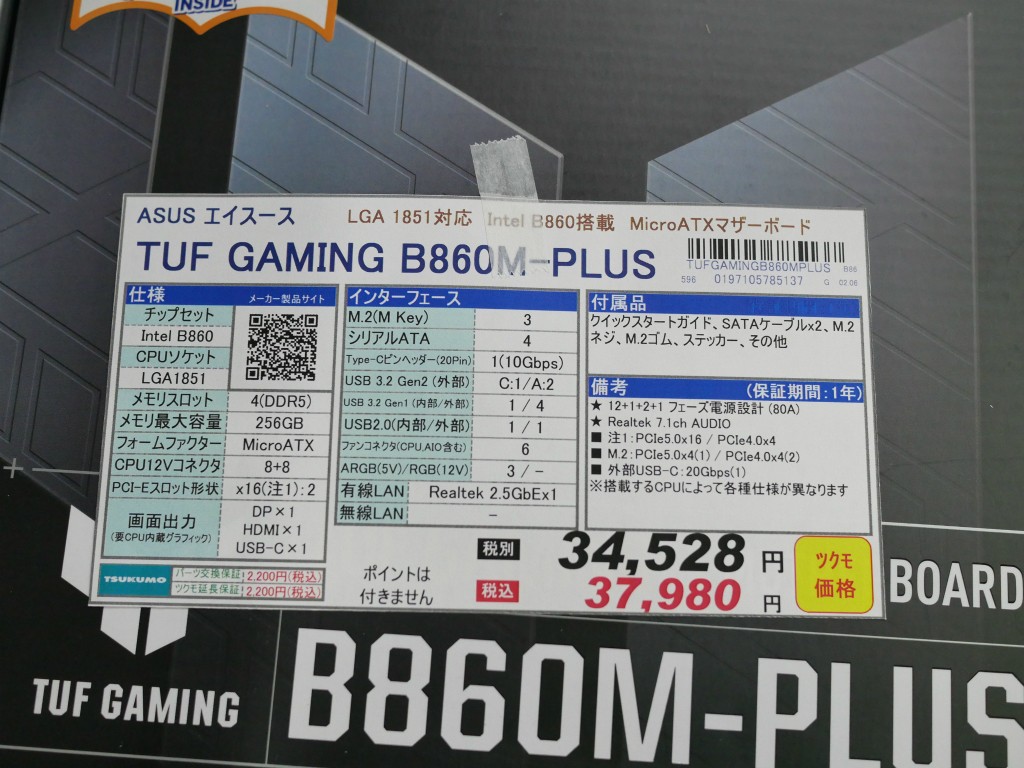 INSIDE
ASUS エイスース LGA 1851対応 Intel B860搭載 MicroATXマザーボード
TUF GAMING B860M-PLUS
TUFGAMINGB860MPLUS B86
596 0197105785137 G 02.06
仕様 メーカー製品サイト
チップセット
Intel B860
CPUソケット
LGA1851
メモリスロット 4(DDR5)
メモリ最大容量 256GB
フォームファクター MicroATX
CPU12Vコネクタ 8+8
PCI-Eスロット形状 x16(注1):2
画面出力
(要CPU内蔵グラフィック)
DP×1
HDMI×1
USB-C×1
インターフェース
M.2(M Key) 3
シリアルATA 4
Type-Cピンヘッダー(20Pin) 1(10Gbps)
USB 3.2 Gen2 (外部) C:1/A:2
USB 3.2 Gen1 (内部/外部) 1 / 4
USB2.0(内部/外部) 1 / 1
ファンコネクタ(CPU,AIO含む) 6
ARGB(5V)/RGB(12V) 3 / -
有線LAN Realtek 2.5GbEx1
無線LAN -
付属品
クイックスタートガイド、SATAケーブルx2、M.2
ネジ、M.2ゴム、ステッカー、その他
備考 (保証期間:1年)
★ 12+1+2+1 フェーズ電源設計 (80A)
★ Realtek 7.1ch AUDIO
■ 注1:PCIe5.0x16 / PCIe4.0x4
■ M.2:PCIe5.0x4(1) / PCIe4.0x4(2)
■ 外部USB-C:20Gbps(1)
※搭載するCPUによって各種仕様が異なります
TSUKUMO パーツ交換保証 2,200円(税込)
ツクモ延長保証 2,200円(税込)
ポイントは
付きません
税別 34,528 円
税込 37,980 円
ツクモ
価格
BOARD
TUF GAMING
B860M-PLUS